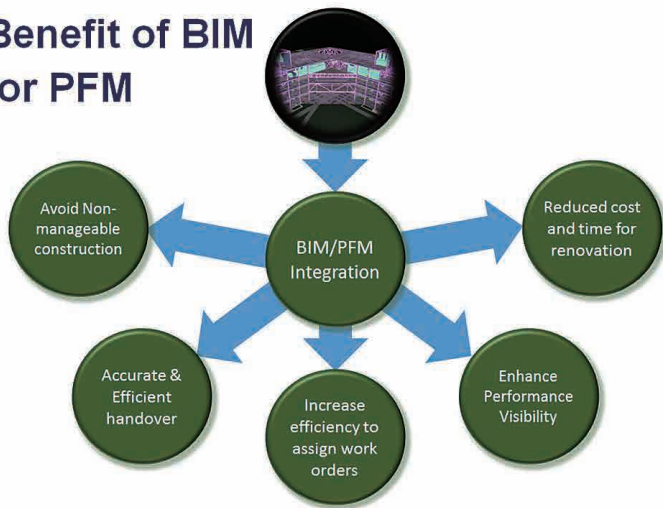 Benefit of BIM
or PFM
Avoid Non-
manageable
construction
BIM/PFM
Integration
Reduced cost
and time for
renovation
Accurate &
Efficient
handover
Increase
efficiency to
assign work
orders
Enhance
Performance
Visibility